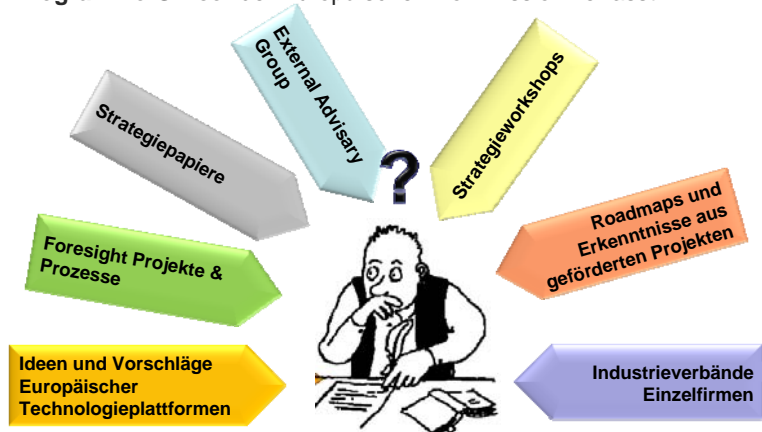 External Advisary
Group
Strategieworkshops
Strategiepapiere
?
Roadmaps und
Erkenntnisse aus
geförderten Projekten
Foresight Projekte &
Prozesse
Ideen und Vorschläge
Europäischer
Technologieplattformen
Industrieverbände
Einzelfirmen